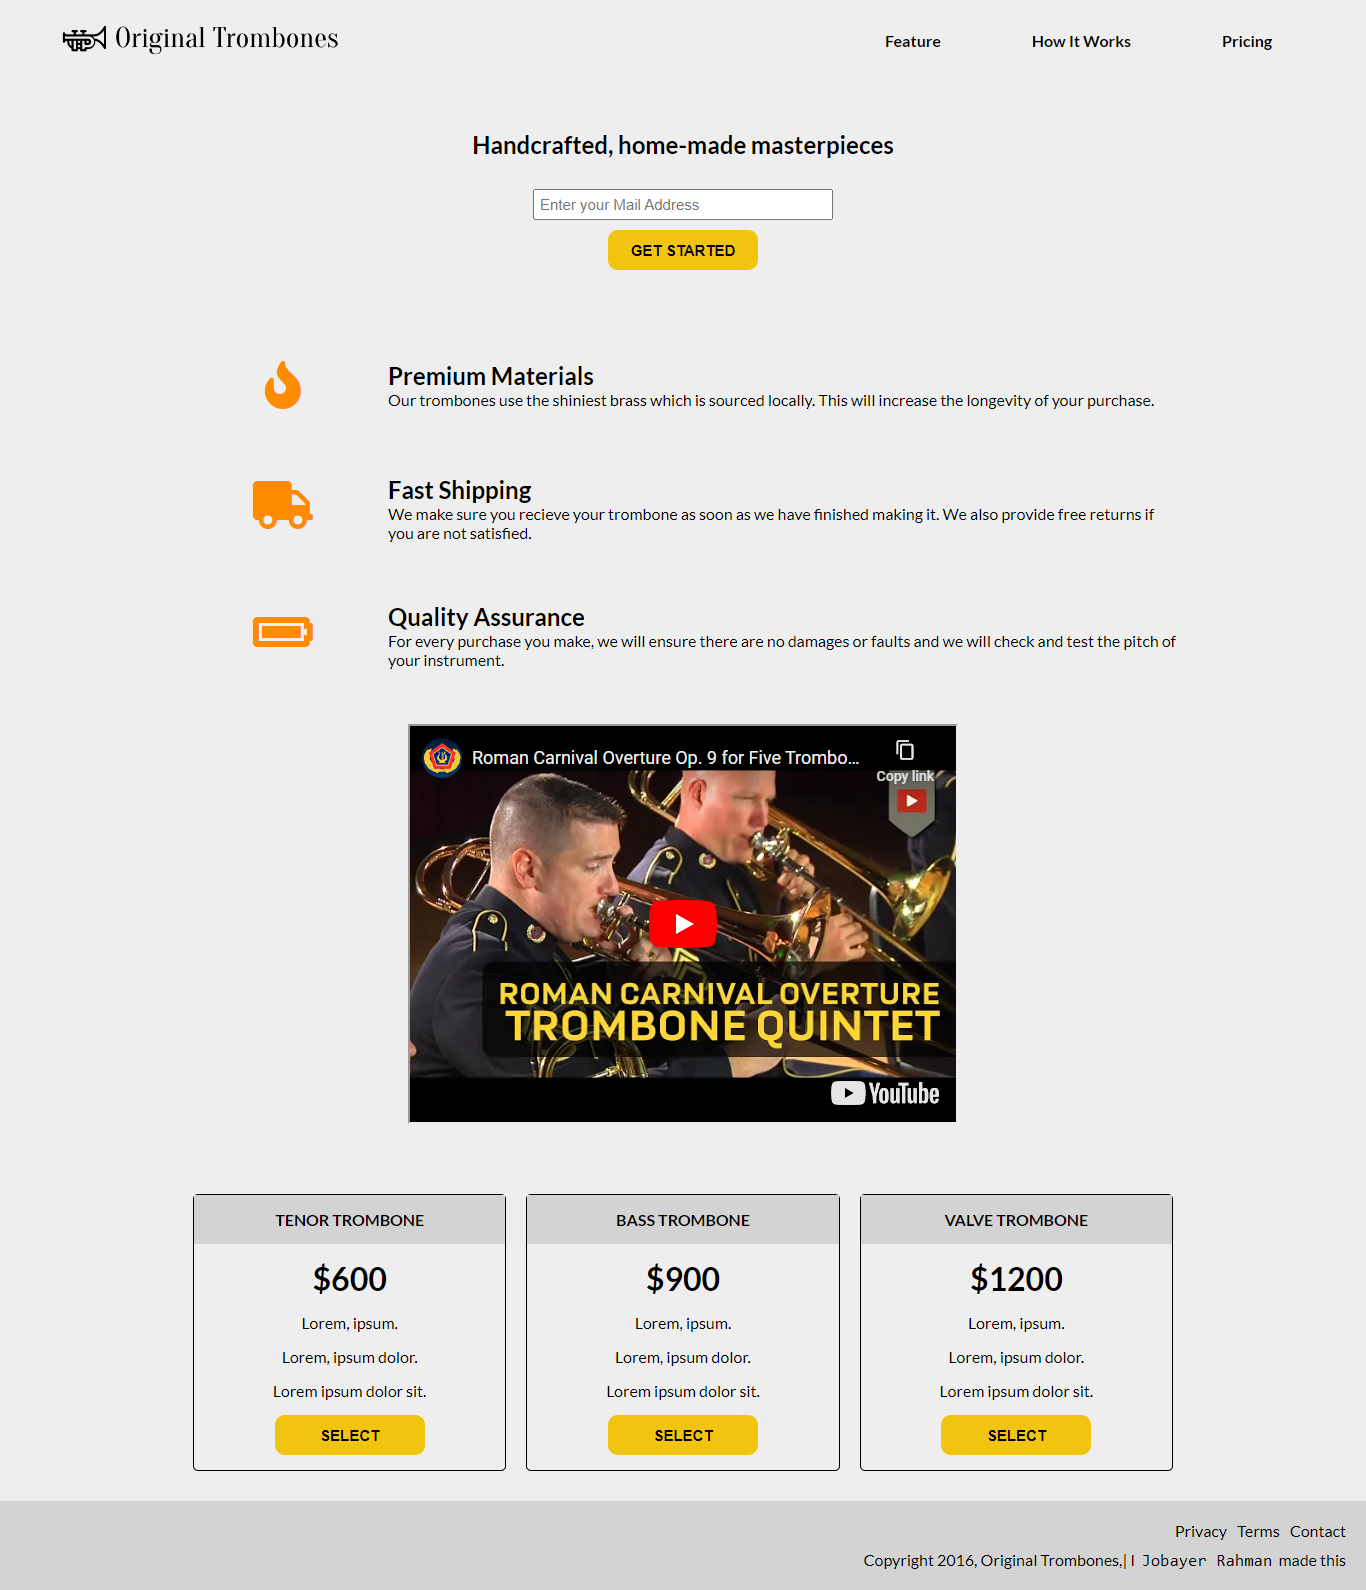 Original Trombones
Feature
How It Works
Pricing
Handcrafted, home-made masterpieces
Enter your Mail Address
GET STARTED
Premium Materials
Our trombones use the shiniest brass which is sourced locally. This will increase the longevity of your purchase.
Fast Shipping
We make sure you recieve your trombone as soon as we have finished making it. We also provide free returns if
you are not satisfied.
Quality Assurance
For every purchase you make, we will ensure there are no damages or faults and we will check and test the pitch of
your instrument.
Roman Carnival Overture Op. 9 for Five Trombo...
Copy link
ROMAN CARNIVAL OVERTURE
TROMBONE QUINTET
YouTube
TENOR TROMBONE
$600
Lorem, ipsum.
Lorem, ipsum dolor.
Lorem ipsum dolor sit.
SELECT
BASS TROMBONE
$900
Lorem, ipsum.
Lorem, ipsum dolor.
Lorem ipsum dolor sit.
SELECT
VALVE TROMBONE
$1200
Lorem, ipsum.
Lorem, ipsum dolor.
Lorem ipsum dolor sit.
SELECT
Privacy Terms Contact
Copyright 2016, Original Trombones,| I Jobayer Rahman made this